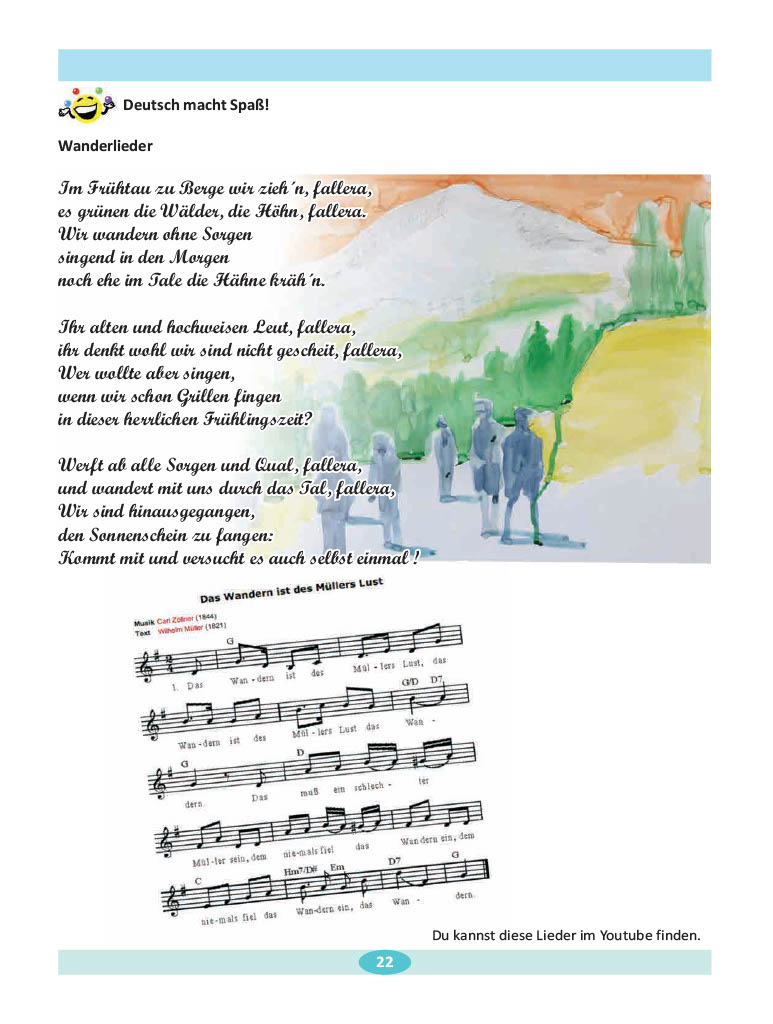 Deutsch macht Spaß!
Wanderlieder
Im Frühtau zu Berge wir zieh´n, fallera,
es grünen die Wälder, die Höhn, fallera.
Wir wandern ohne Sorgen
singend in den Morgen
noch ehe im Tale die Hähne kräh´n.
Ihr alten und hochweisen Leut, fallera,
ihr denkt wohl wir sind nicht gescheit, fallera,
Wer wollte aber singen,
wenn wir schon Grillen fingen
in dieser herrlichen Frühlingszeit?
Werft ab alle Sorgen und Qual, fallera,
und wandert mit uns durch das Tal, fallera,
Wir sind hinausgegangen,
den Sonnenschein zu fangen:
Kommt mit und versucht es auch selbst einmal !
Das Wandern ist des Müllers Lust
Musik Carl Zöllner (1844)
Text Wilhelm Müller (1821)
G
2 4
1. Das Wan - dern ist des Mül - lers Lust, das
G/D D7
Wan - dern ist des Mül - lers Lust das Wan -
G D
dern. Das muß ein schlech - ter
Mül - ler sein, dem nie - mals fiel das Wandern ein, dem
C Hm7/D# Em D7 G
nie - mals fiel das Wan - dern ein, das Wan - dern.
Du kannst diese Lieder im Youtube finden.
22